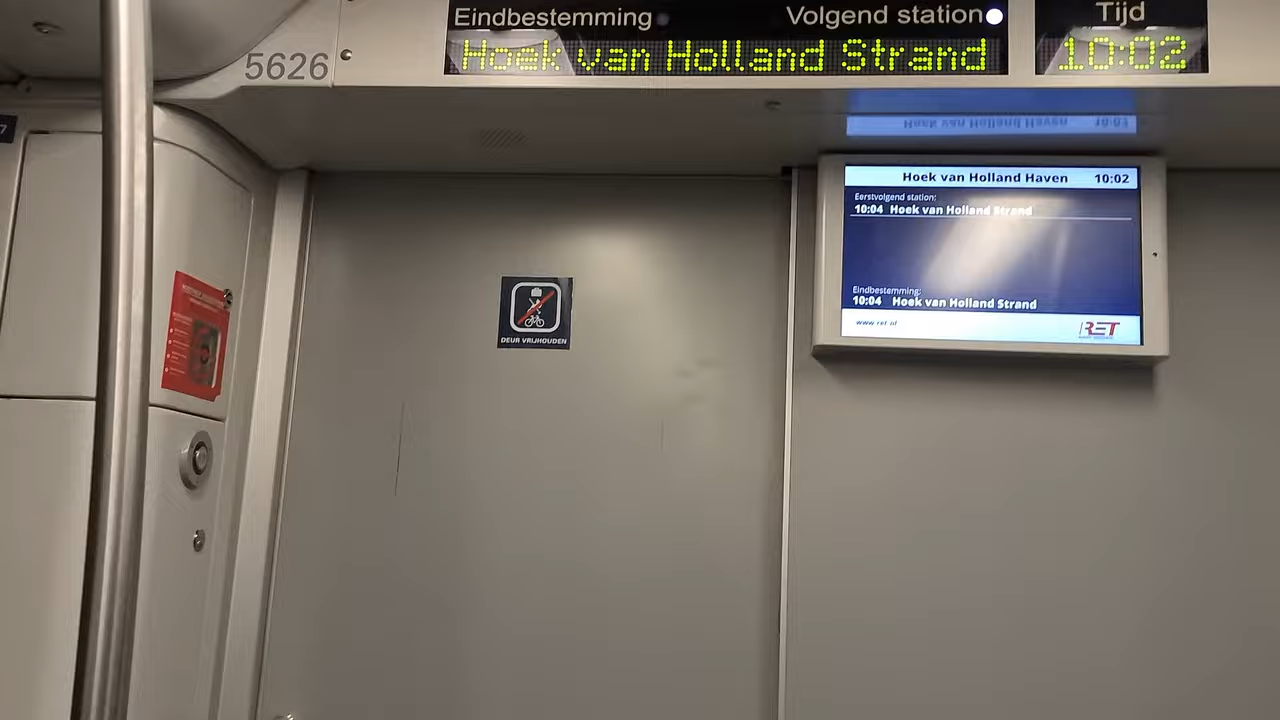 Eindbestemming
Volgend station
Tijd
Hoek van Holland Strand
10:02
5626
7
Hoek van Holland Haven 10:02
Eerstvolgend station:
10:04 Hoek van Holland Strand
Eindbestemming:
10:04 Hoek van Holland Strand
www.ret.nl
RET
DEUR VRIJHOUDEN